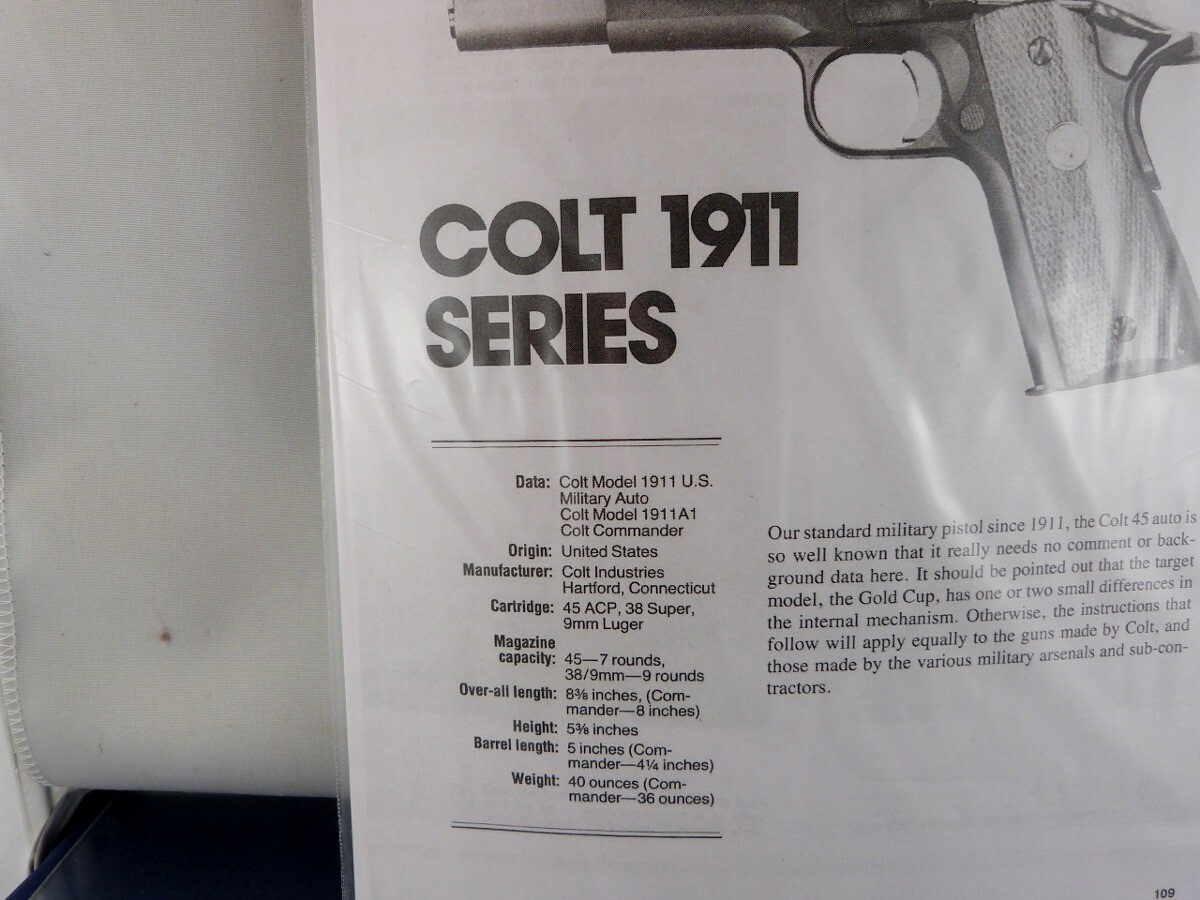 COLT 1911
SERIES
Data: Colt Model 1911 U.S.
Military Auto
Colt Model 1911A1
Colt Commander
Origin: United States
Manufacturer: Colt Industries
Hartford, Connecticut
Cartridge: 45 ACP, 38 Super,
9mm Luger
Magazine
capacity: 45—7 rounds,
38/9mm—9 rounds
Over-all length: 8⅜ inches, (Com-
mander—8 inches)
Height: 5⅜ inches
Barrel length: 5 inches (Com-
mander—4¼ inches)
Weight: 40 ounces (Com-
mander—36 ounces)
Our standard military pistol since 1911, the Colt 45 auto is
so well known that it really needs no comment or back-
ground data here. It should be pointed out that the target
model, the Gold Cup, has one or two small differences in
the internal mechanism. Otherwise, the instructions that
follow will apply equally to the guns made by Colt, and
those made by the various military arsenals and sub-con-
tractors.
109